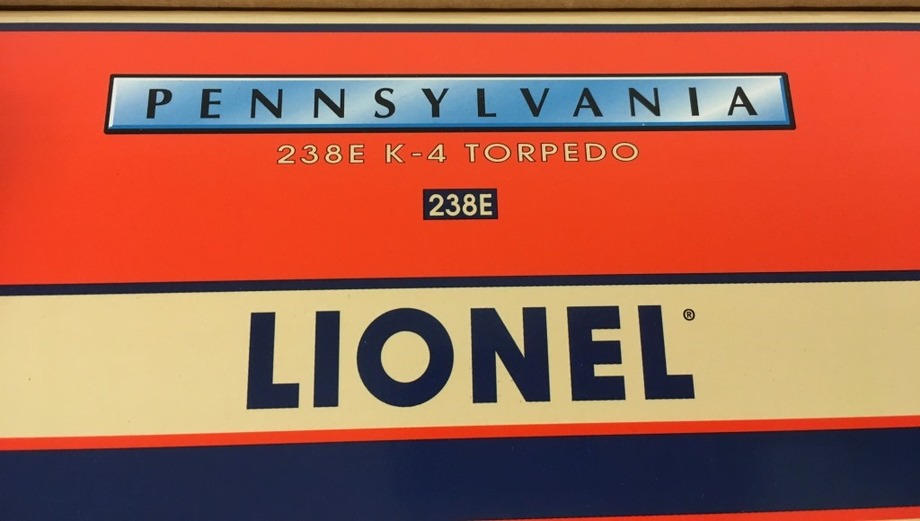 PENNSYLVANIA
238E K-4 TORPEDO
238E
LIONEL®